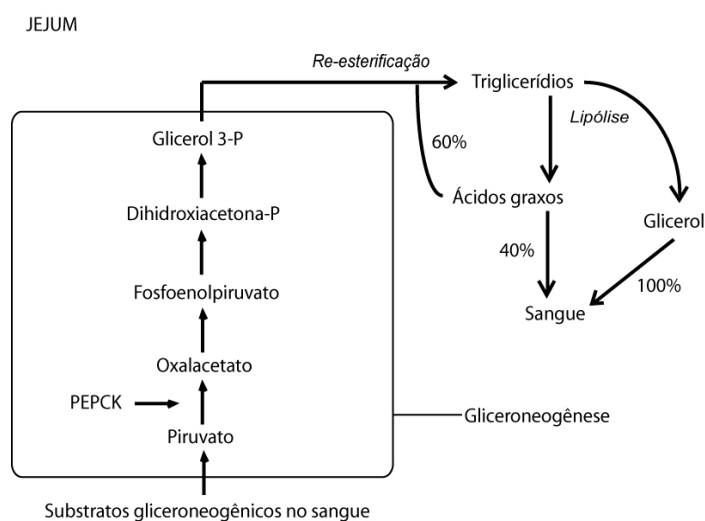 JEJUM
Re-esterificação
Triglicerídios
Glicerol 3-P
60%
Lipólise
Ácidos graxos
Dihidroxiacetona-P
Glicerol
40%
Fosfoenolpiruvato
100%
Sangue
Oxalacetato
PEPCK
Gliceroneogênese
Piruvato
Substratos gliceroneogênicos no sangue